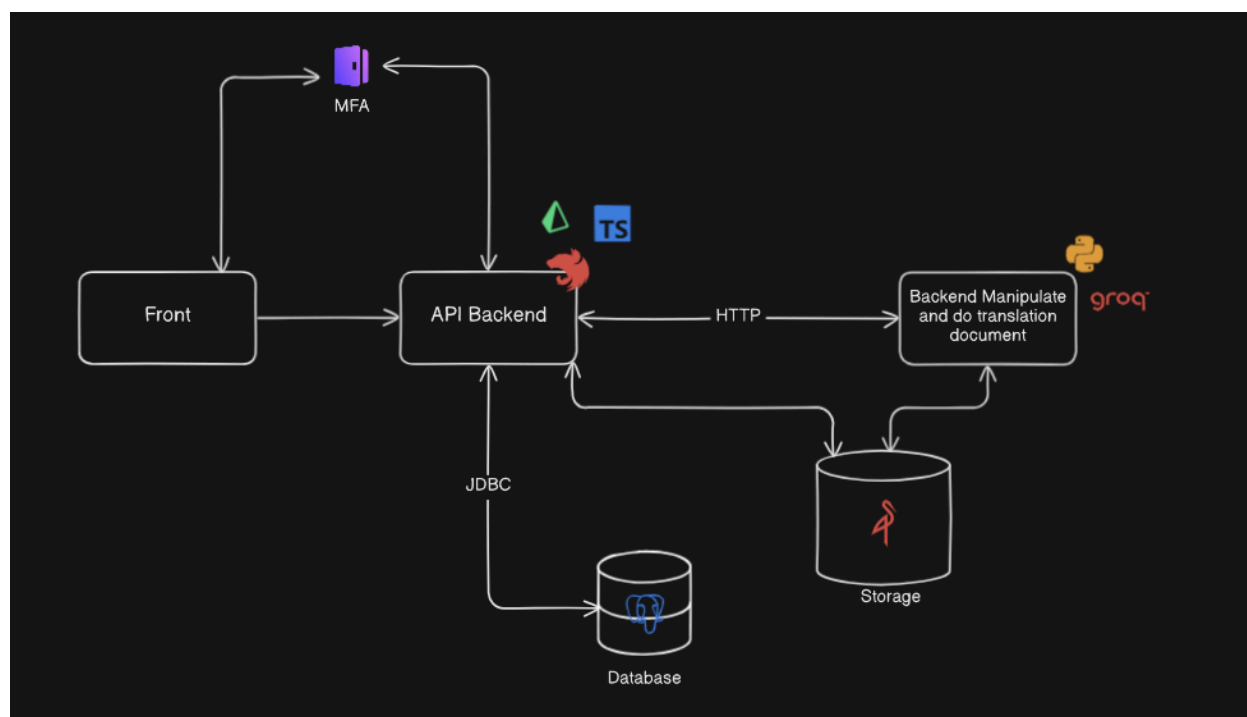 MFA
TS
Front
API Backend
HTTP
Backend Manipulate
and do translation
document
groq
JDBC
Storage
Database